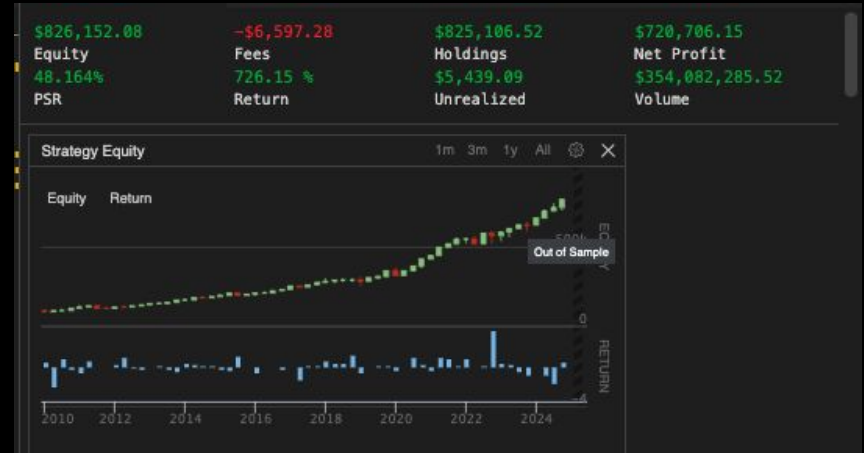 $826,152.08 -$6,597.28 $825,106.52 $720,706.15
Equity Fees Holdings Net Profit
48.164% 726.15 % $5,439.09 $354,082,285.52
PSR Return Unrealized Volume
Strategy Equity 1m 3m 1y All
Equity Return
Out of Sample
0
RETURN
2010 2012 2014 2016 2018 2020 2022 2024